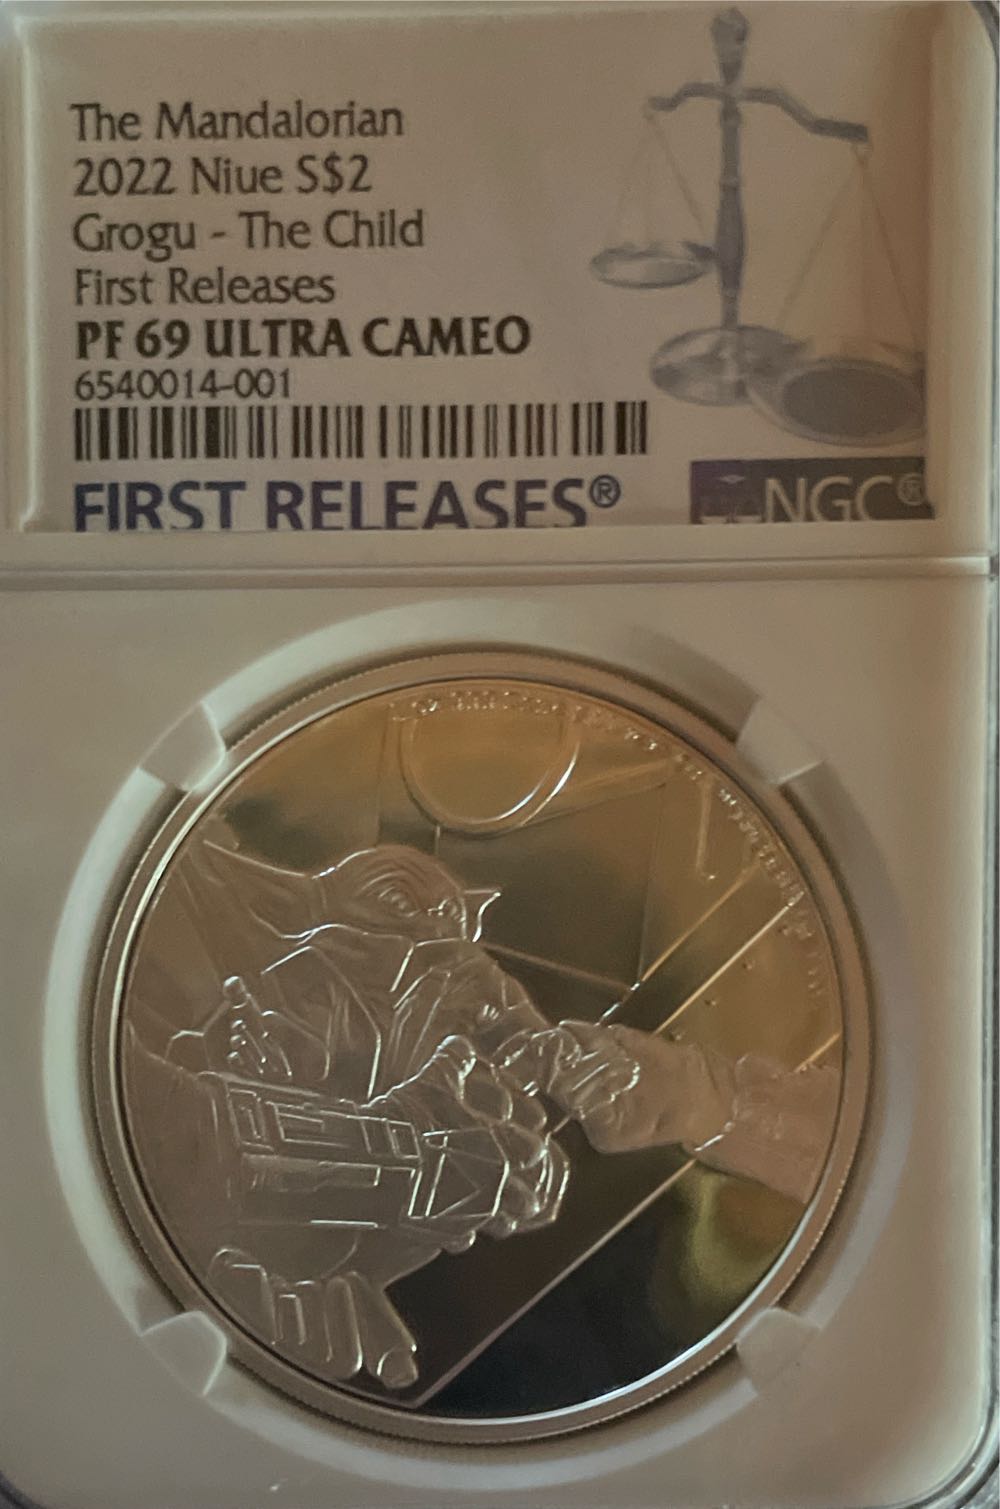 The Mandalorian
2022 Niue S$2
Grogu - The Child
First Releases
PF 69 ULTRA CAMEO
6540014-001
FIRST RELEASES®
NGC®